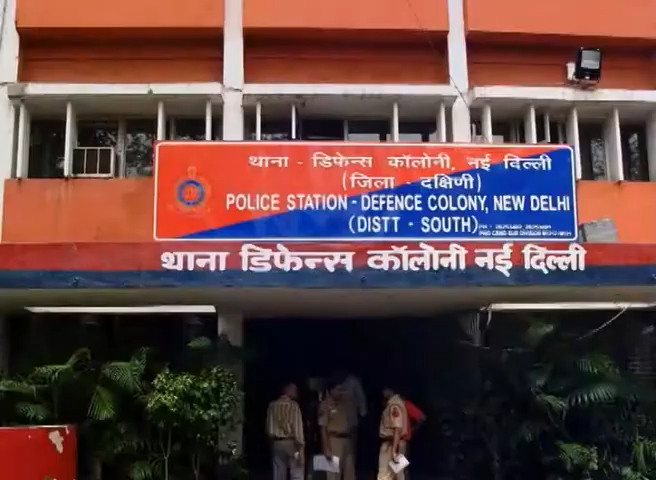 थाना - डिफेन्स कॉलोनी, नई दिल्ली
(जिला - दक्षिणी)
POLICE STATION - DEFENCE COLONY, NEW DELHI
(DISTT - SOUTH)
थाना डिफेन्स कॉलोनी नई दिल्ली